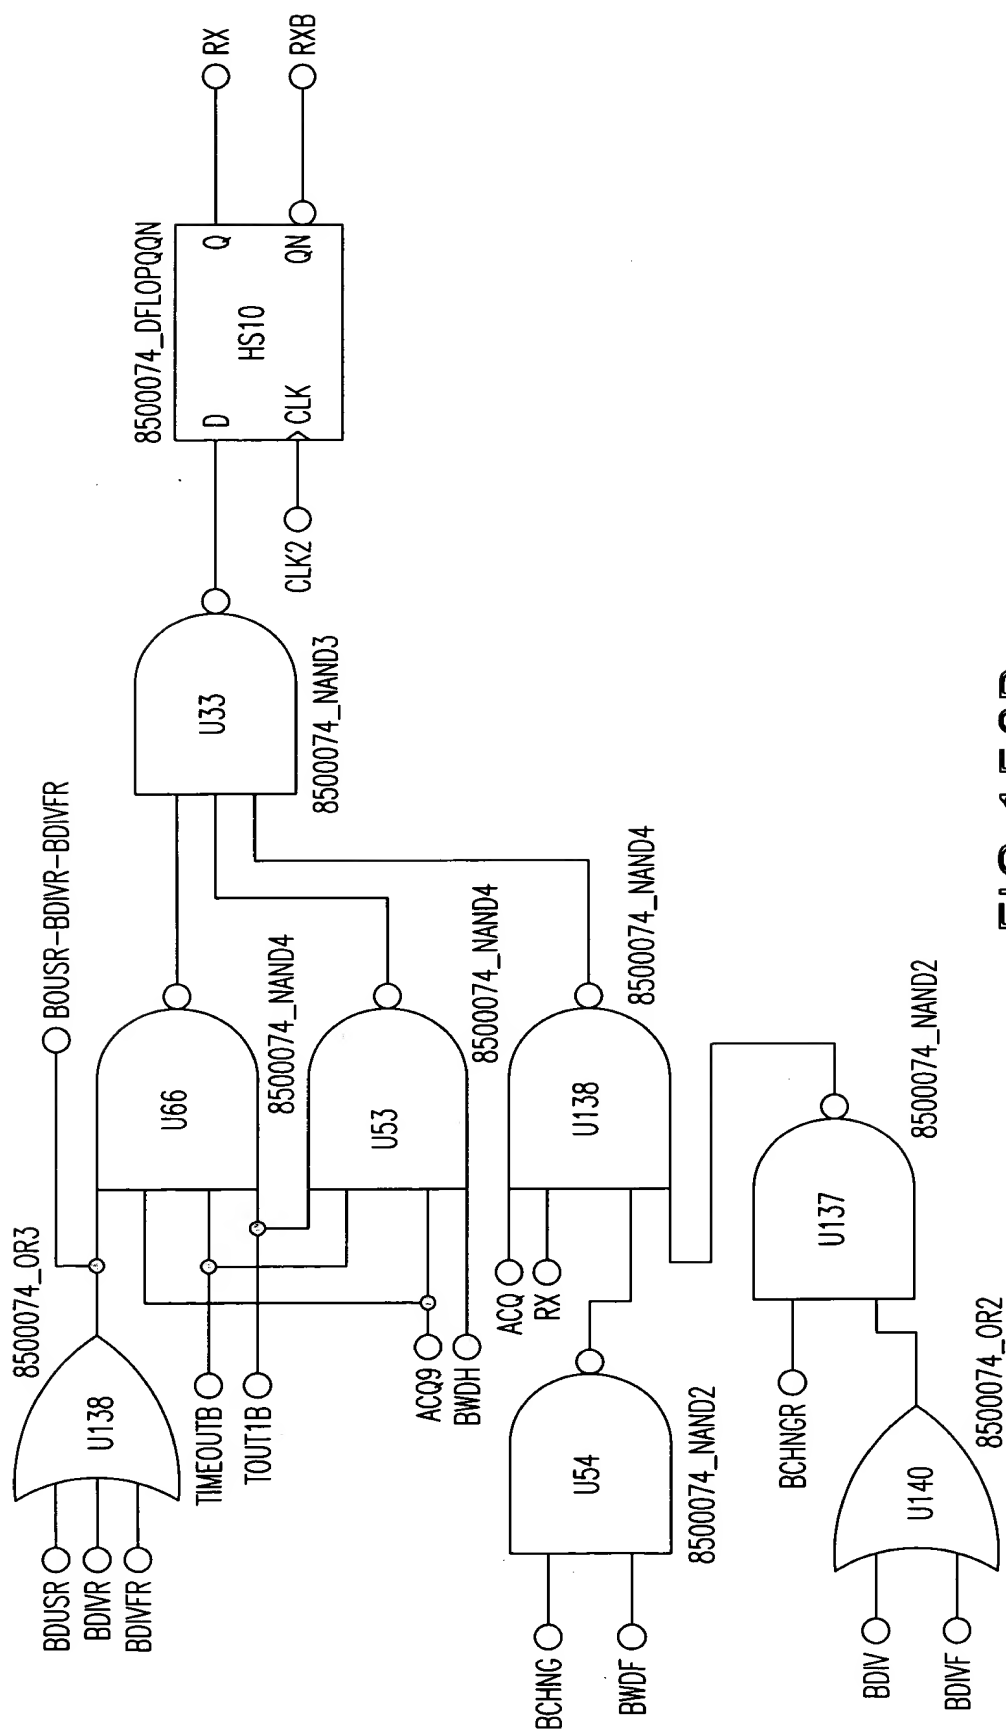 8500074_OR3
U138
BDUSR
BDIVR
BDIVFR
BOUSR-BDIVR-BDIVFR
TIMEOUTB
TOUT1B
U66
8500074_NAND4
ACQ9
BWDH
U53
8500074_NAND4
U33
8500074_NAND3
8500074_DFLOPQQN
D
Q
HS10
CLK
QN
CLK2
RX
RXB
ACQ
RX
U138
8500074_NAND4
BCHNG
BWDF
U54
8500074_NAND2
BCHNGR
U137
8500074_NAND2
BDIV
BDIVF
U140
8500074_OR2